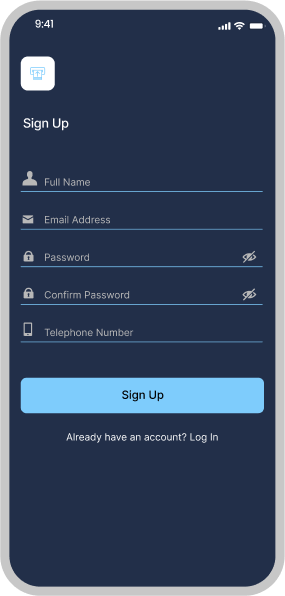 9:41
Sign Up
Full Name
Email Address
Password
Confirm Password
Telephone Number
Sign Up
Already have an account? Log In